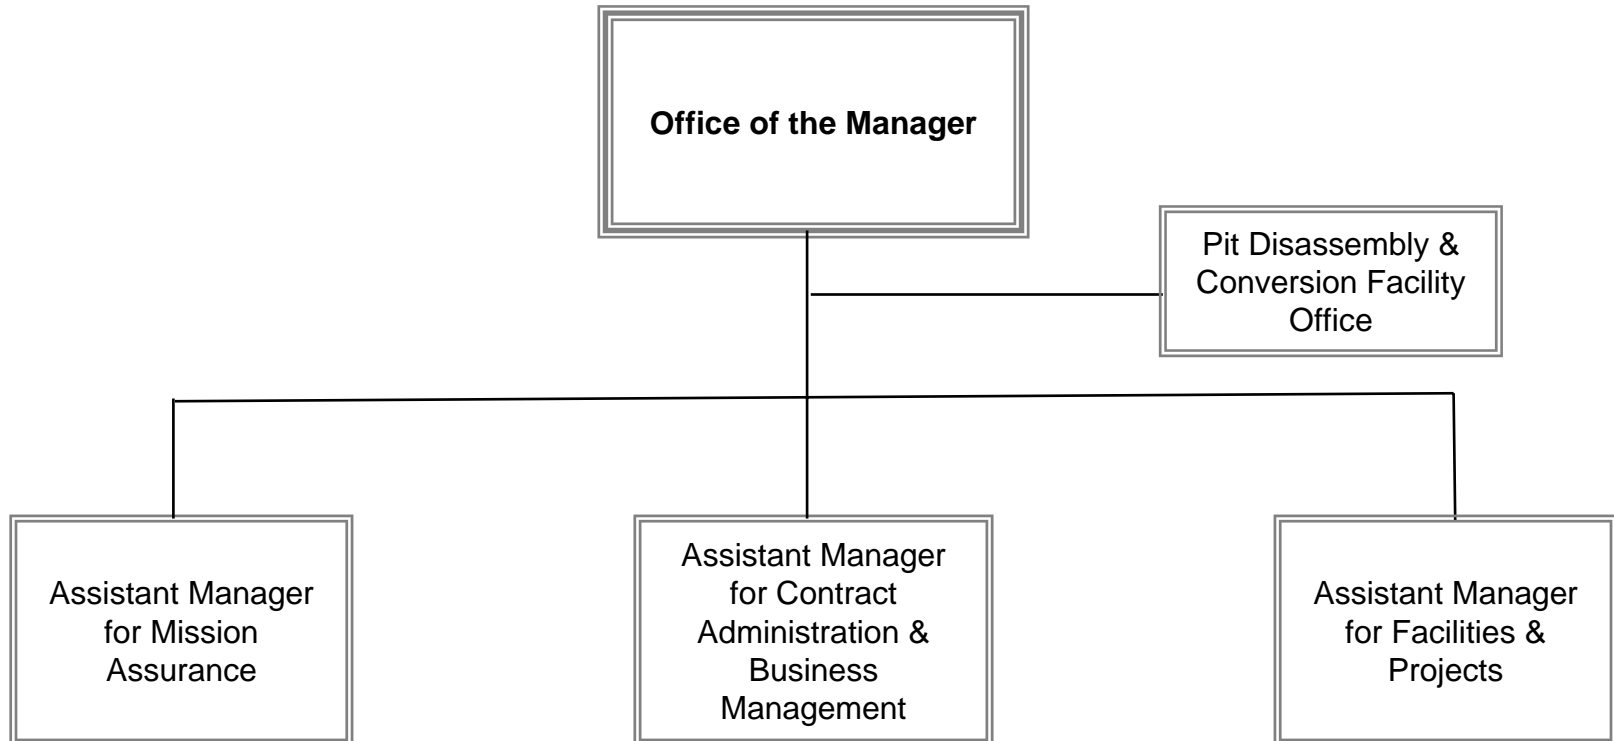 Office of the Manager
Pit Disassembly &
Conversion Facility
Office
Assistant Manager
for Mission
Assurance
Assistant Manager
for Contract
Administration &
Business
Management
Assistant Manager
for Facilities &
Projects